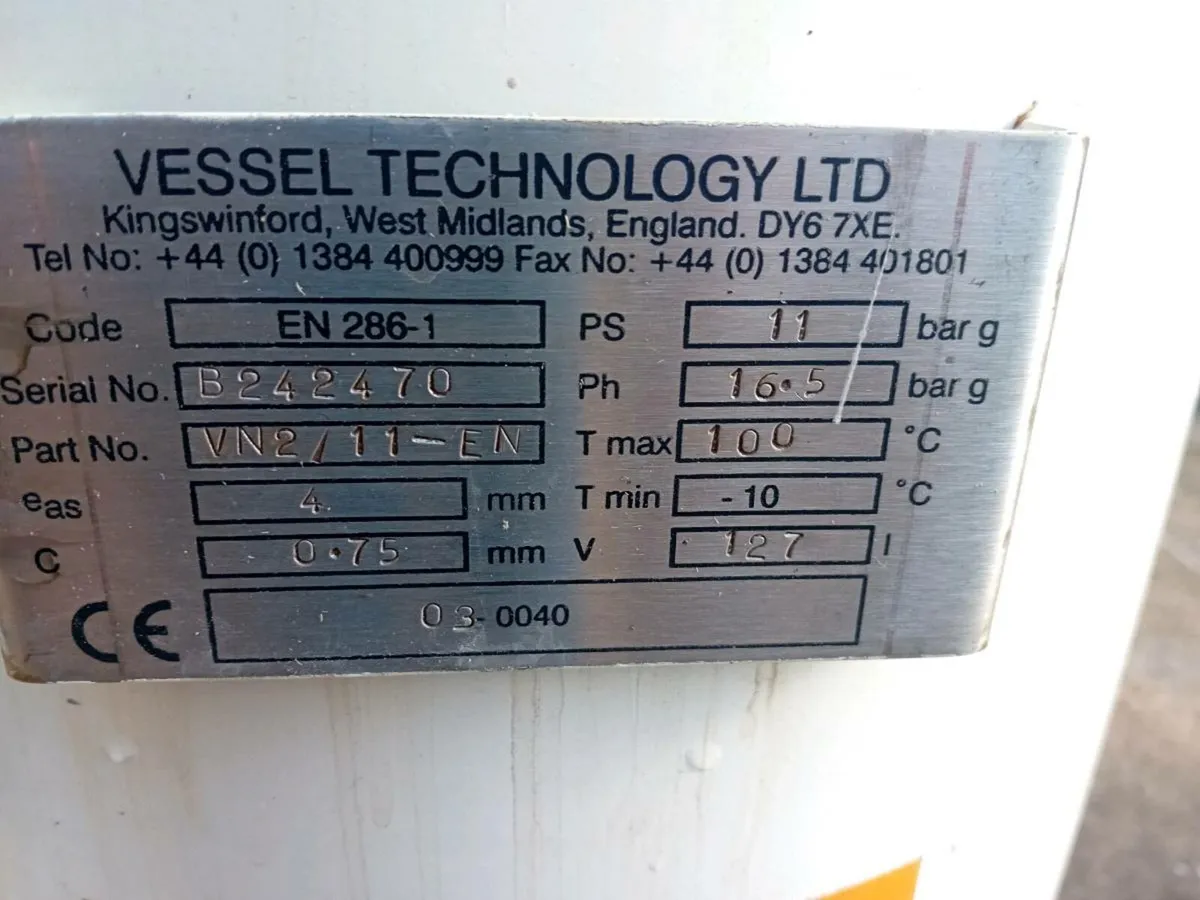 VESSEL TECHNOLOGY LTD
Kingswinford, West Midlands, England. DY6 7XE.
Tel No: +44 (0) 1384 400999 Fax No: +44 (0) 1384 401801
Code EN 286-1 PS 11 bar g
Serial No. B242470 Ph 16.5 bar g
Part No. VN2/11-EN T max 100 °C
eas 4 mm T min -10 °C
C 0.75 mm V 127 l
CE 03-0040